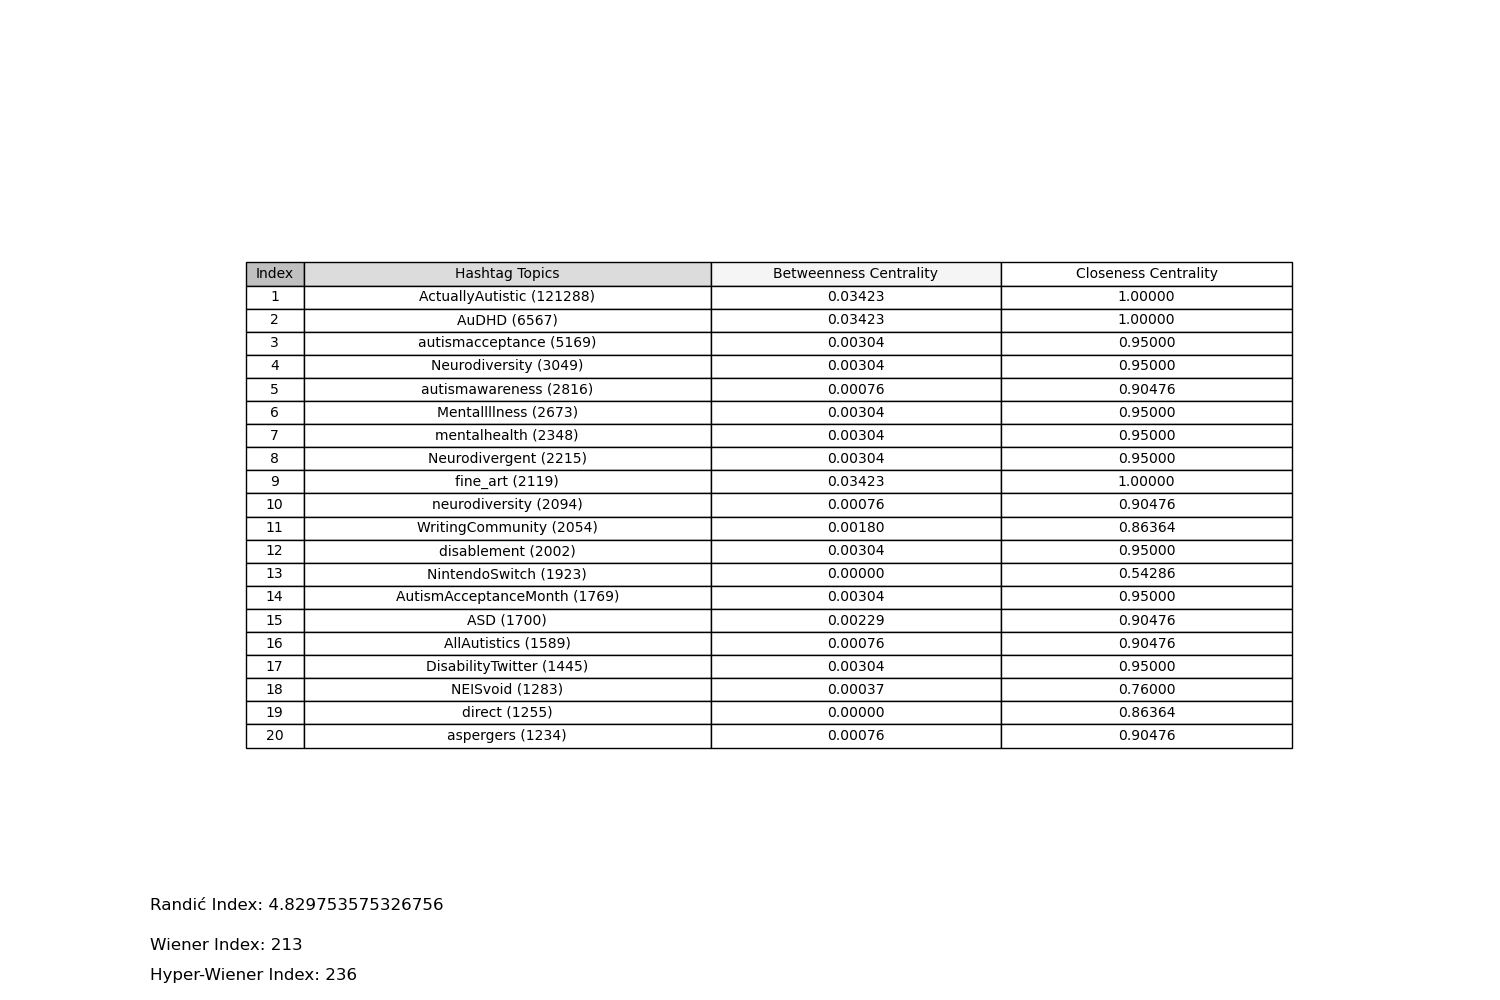 Index Hashtag Topics Betweenness Centrality Closeness Centrality
1 ActuallyAutistic (121288) 0.03423 1.00000
2 AuDHD (6567) 0.03423 1.00000
3 autismacceptance (5169) 0.00304 0.95000
4 Neurodiversity (3049) 0.00304 0.95000
5 autismawareness (2816) 0.00076 0.90476
6 MentalIllness (2673) 0.00304 0.95000
7 mentalhealth (2348) 0.00304 0.95000
8 Neurodivergent (2215) 0.00304 0.95000
9 fine_art (2119) 0.03423 1.00000
10 neurodiversity (2094) 0.00076 0.90476
11 WritingCommunity (2054) 0.00180 0.86364
12 disablement (2002) 0.00304 0.95000
13 NintendoSwitch (1923) 0.00000 0.54286
14 AutismAcceptanceMonth (1769) 0.00304 0.95000
15 ASD (1700) 0.00229 0.90476
16 AllAutistics (1589) 0.00076 0.90476
17 DisabilityTwitter (1445) 0.00304 0.95000
18 NEISvoid (1283) 0.00037 0.76000
19 direct (1255) 0.00000 0.86364
20 aspergers (1234) 0.00076 0.90476
Randić Index: 4.829753575326756
Wiener Index: 213
Hyper-Wiener Index: 236